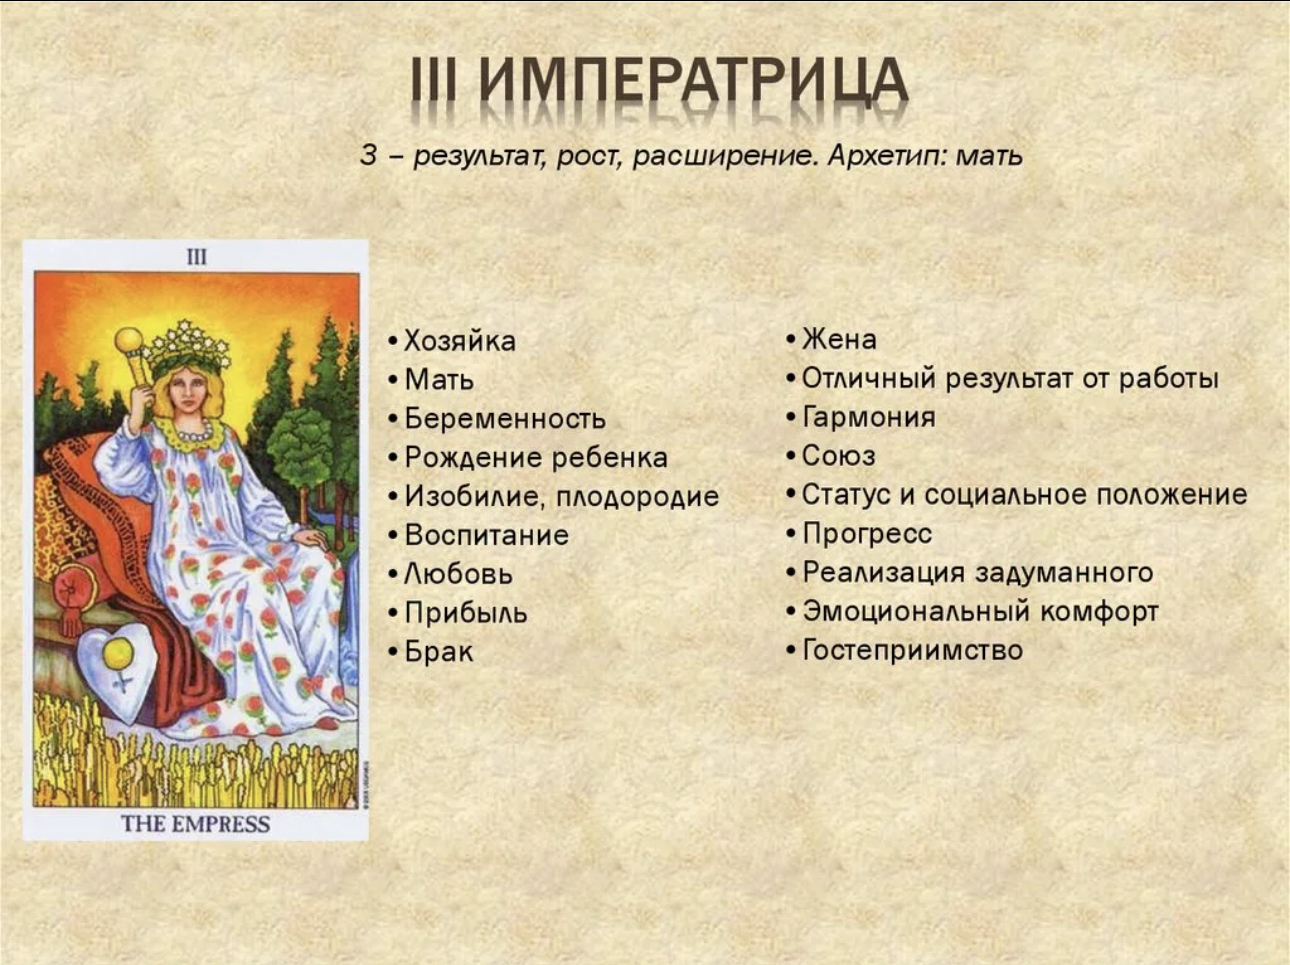 III ИМПЕРАТРИЦА
3 – результат, рост, расширение. Архетип: мать
III
THE EMPRESS
• Хозяйка
• Мать
• Беременность
• Рождение ребенка
• Изобилие, плодородие
• Воспитание
• Любовь
• Прибыль
• Брак
• Жена
• Отличный результат от работы
• Гармония
• Союз
• Статус и социальное положение
• Прогресс
• Реализация задуманного
• Эмоциональный комфорт
• Гостеприимство